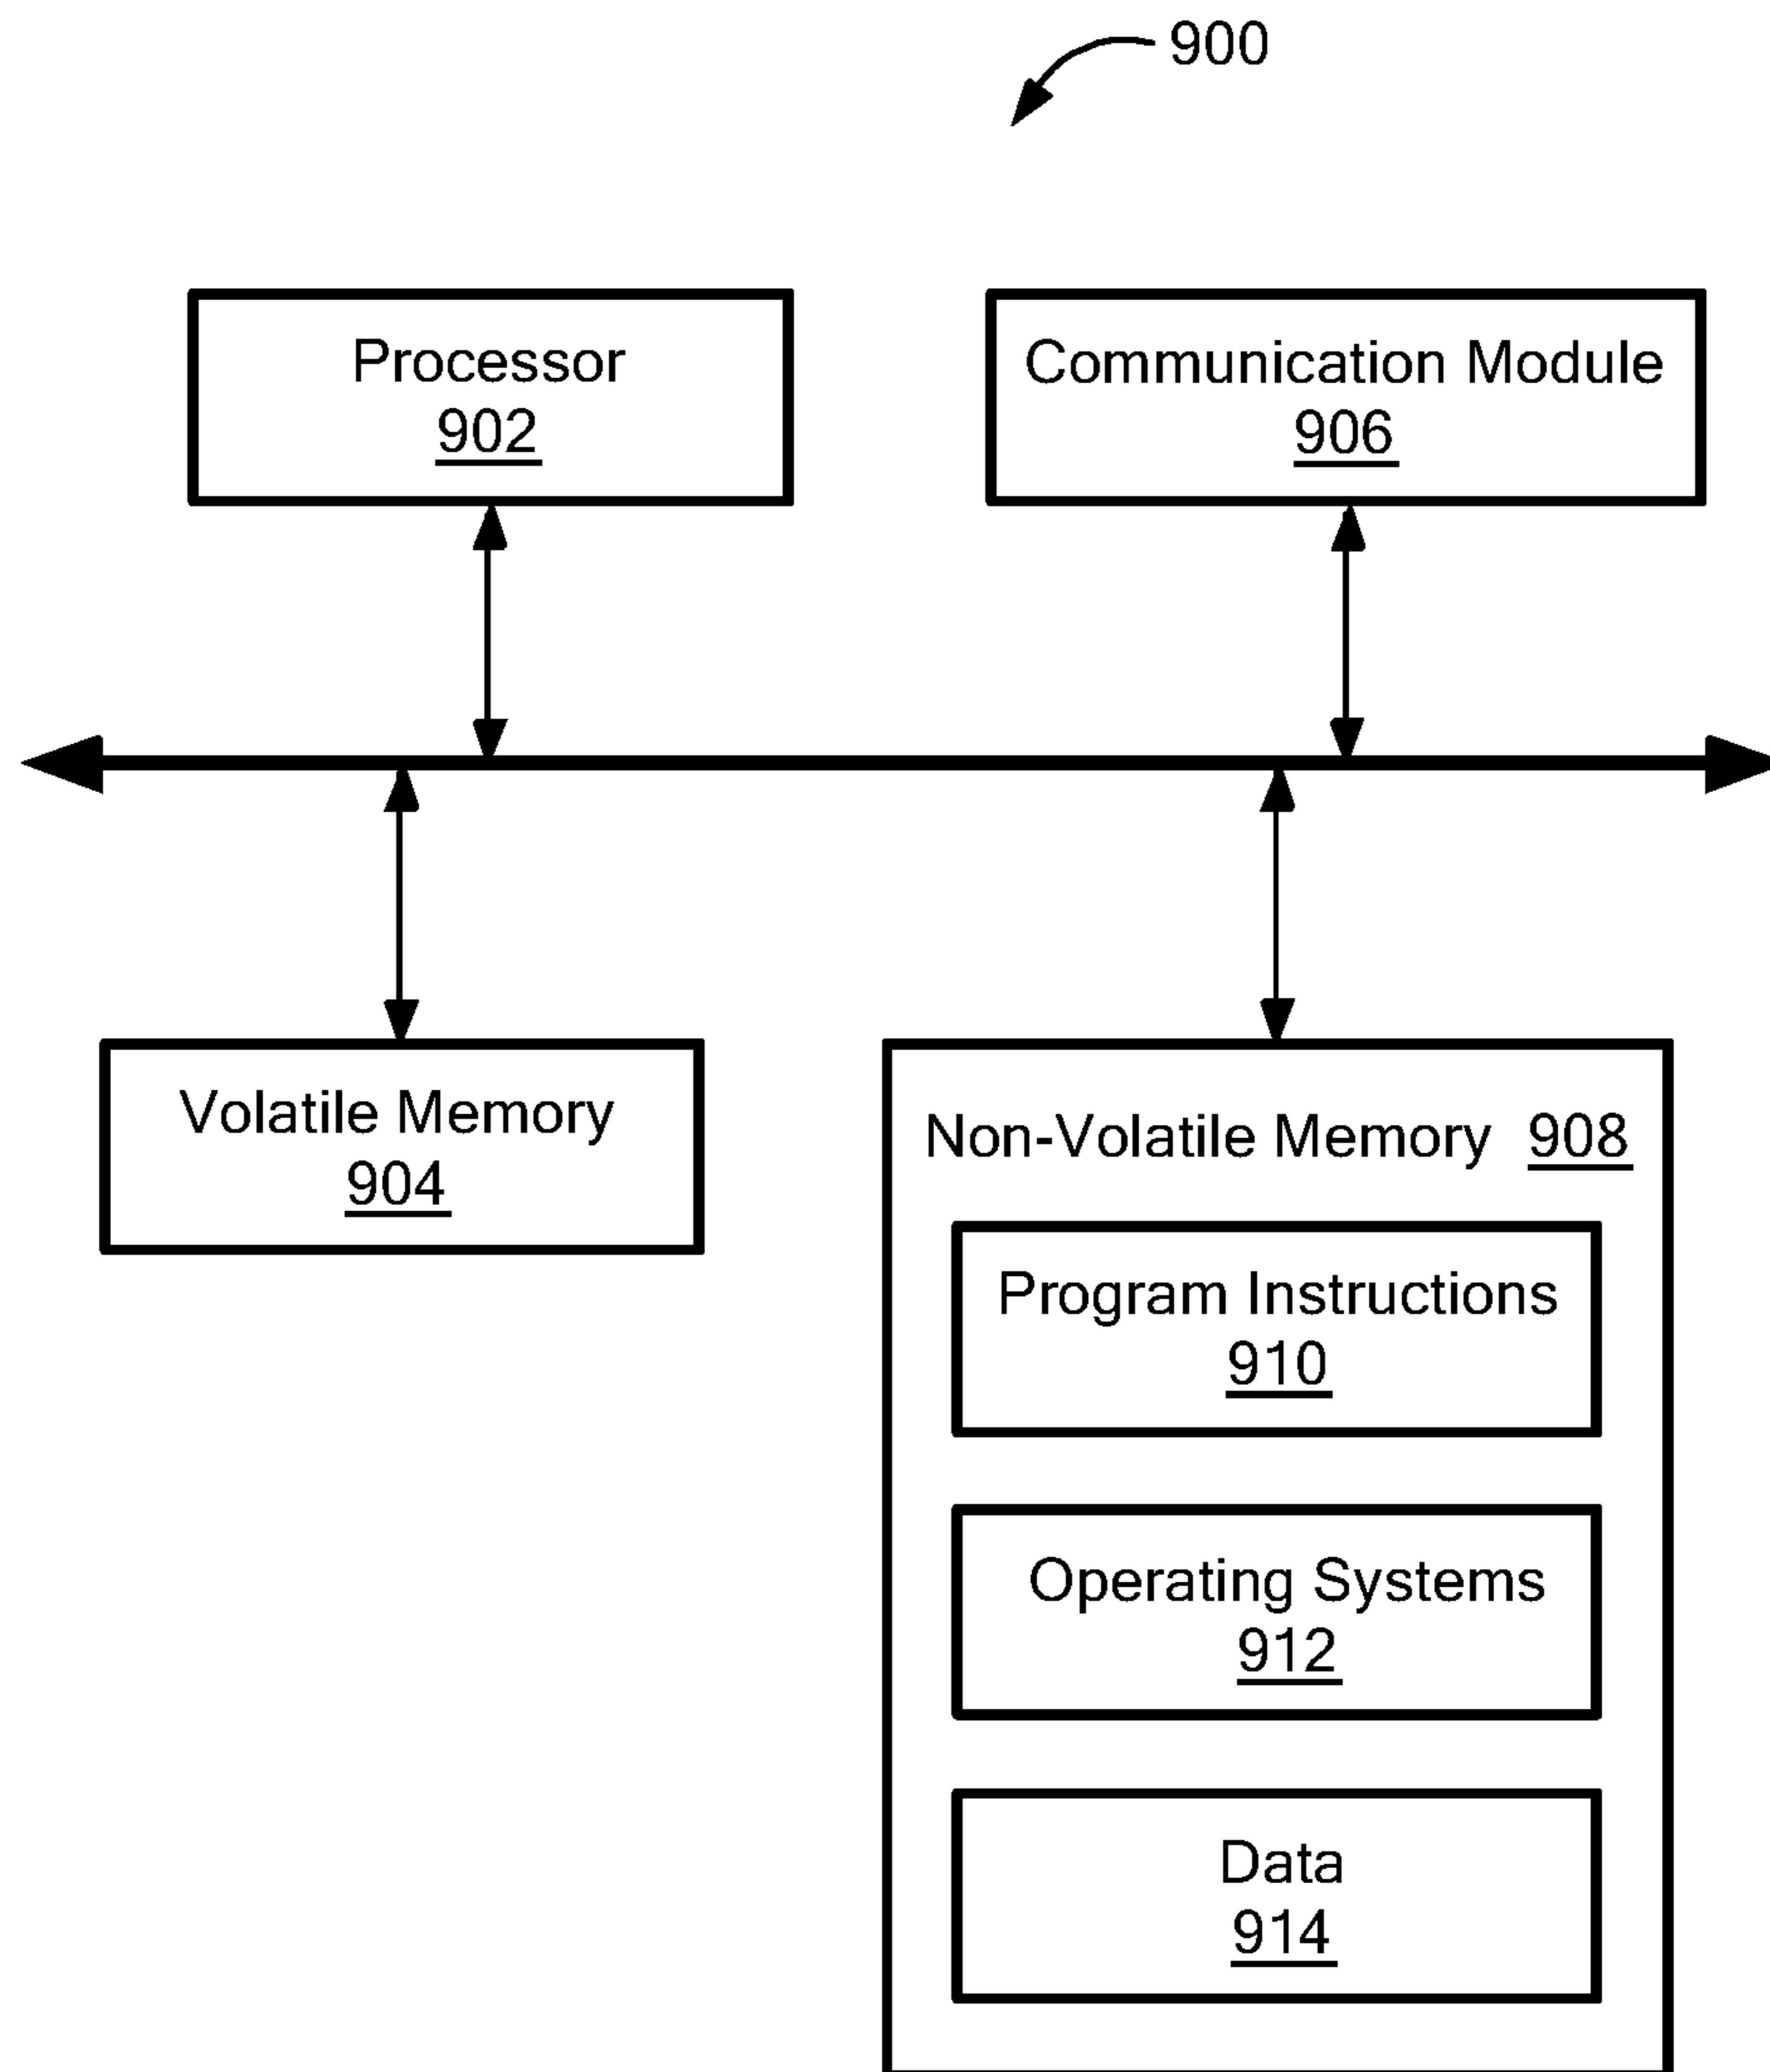 900
Processor
902
Communication Module
906
Volatile Memory
904
Non-Volatile Memory 908
Program Instructions
910
Operating Systems
912
Data
914